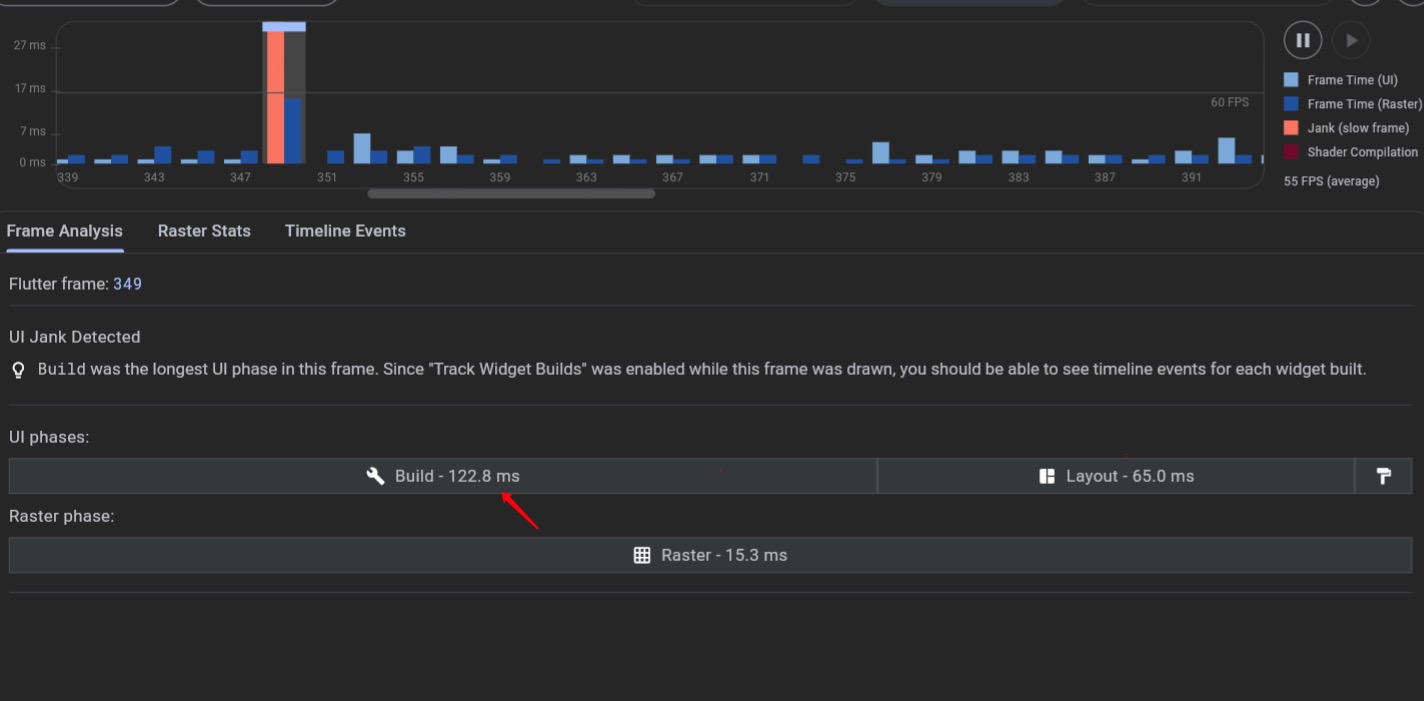 27 ms
17 ms
7 ms
0 ms
60 FPS
339 343 347 351 355 359 363 367 371 375 379 383 387 391
Frame Time (UI)
Frame Time (Raster)
Jank (slow frame)
Shader Compilation
55 FPS (average)
Frame Analysis Raster Stats Timeline Events
Flutter frame: 349
UI Jank Detected
Build was the longest UI phase in this frame. Since "Track Widget Builds" was enabled while this frame was drawn, you should be able to see timeline events for each widget built.
UI phases:
Build - 122.8 ms Layout - 65.0 ms
Raster phase:
Raster - 15.3 ms